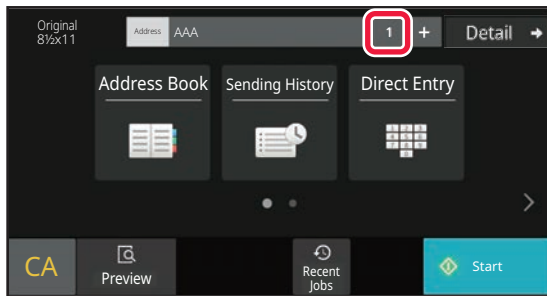 Original
8½x11
Address AAA 1 + Detail
Address Book Sending History Direct Entry
CA
Preview
Recent
Jobs
Start